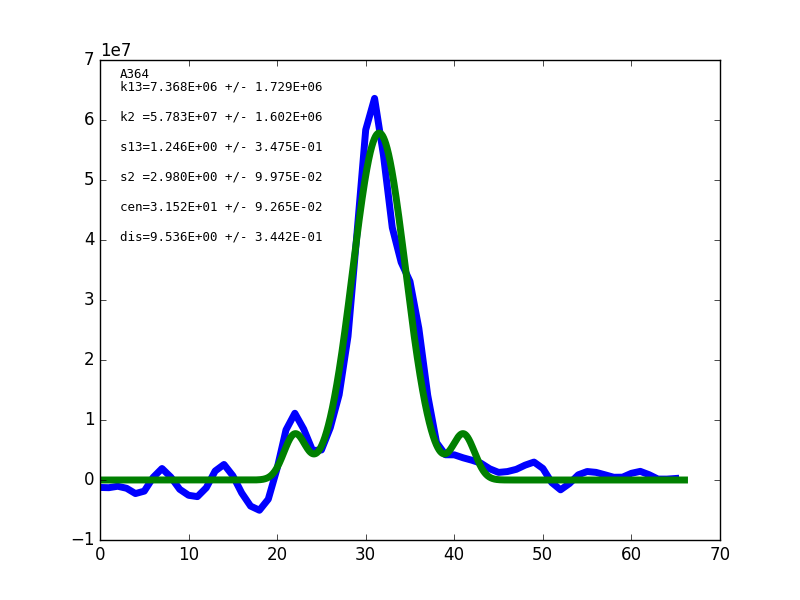 1e7
7
6
5
4
3
2
1
0
−1
A364
k13=7.368E+06 +/- 1.729E+06
k2 =5.783E+07 +/- 1.602E+06
s13=1.246E+00 +/- 3.475E-01
s2 =2.980E+00 +/- 9.975E-02
cen=3.152E+01 +/- 9.265E-02
dis=9.536E+00 +/- 3.442E-01
0 10 20 30 40 50 60 70